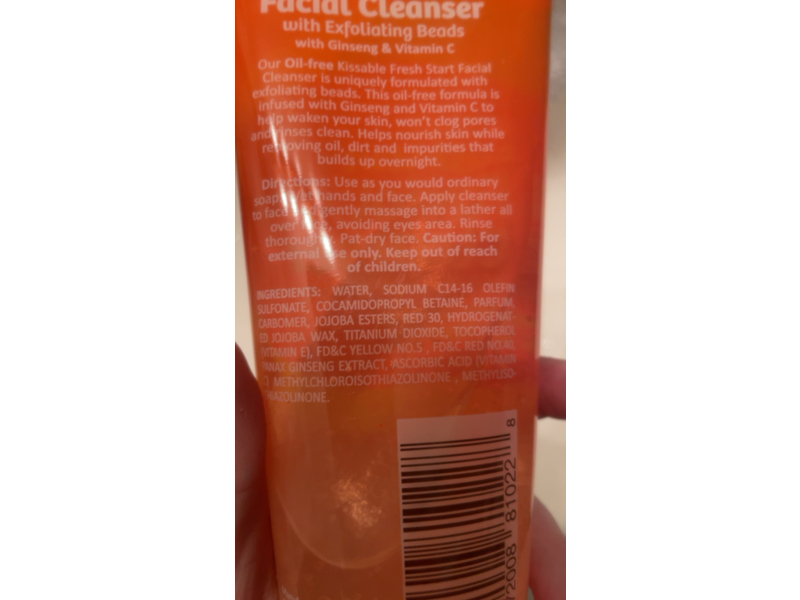 Facial Cleanser
with Exfoliating Beads
with Ginseng & Vitamin C
Our Oil-free Kissable Fresh Start Facial
Cleanser is uniquely formulated with
exfoliating beads. This oil-free formula is
infused with Ginseng and Vitamin C to
help waken your skin, won't clog pores
and rinses clean. Helps nourish skin while
removing oil, dirt and impurities that
builds up overnight.
Directions: Use as you would ordinary
soap. Wet hands and face. Apply cleanser
to face and gently massage into a lather all
over face, avoiding eyes area. Rinse
thoroughly. Pat-dry face. Caution: For
external use only. Keep out of reach
of children.
INGREDIENTS: WATER, SODIUM C14-16 OLEFIN
SULFONATE, COCAMIDOPROPYL BETAINE, PARFUM,
CARBOMER, JOJOBA ESTERS, RED 30, HYDROGENAT-
ED JOJOBA WAX, TITANIUM DIOXIDE, TOCOPHEROL
(VITAMIN E), FD&C YELLOW NO.5 , FD&C RED NO.40,
PANAX GINSENG EXTRACT, ASCORBIC ACID (VITAMIN
C) METHYLCHLOROISOTHIAZOLINONE , METHYLISO-
THIAZOLINONE.
72008 81022 8